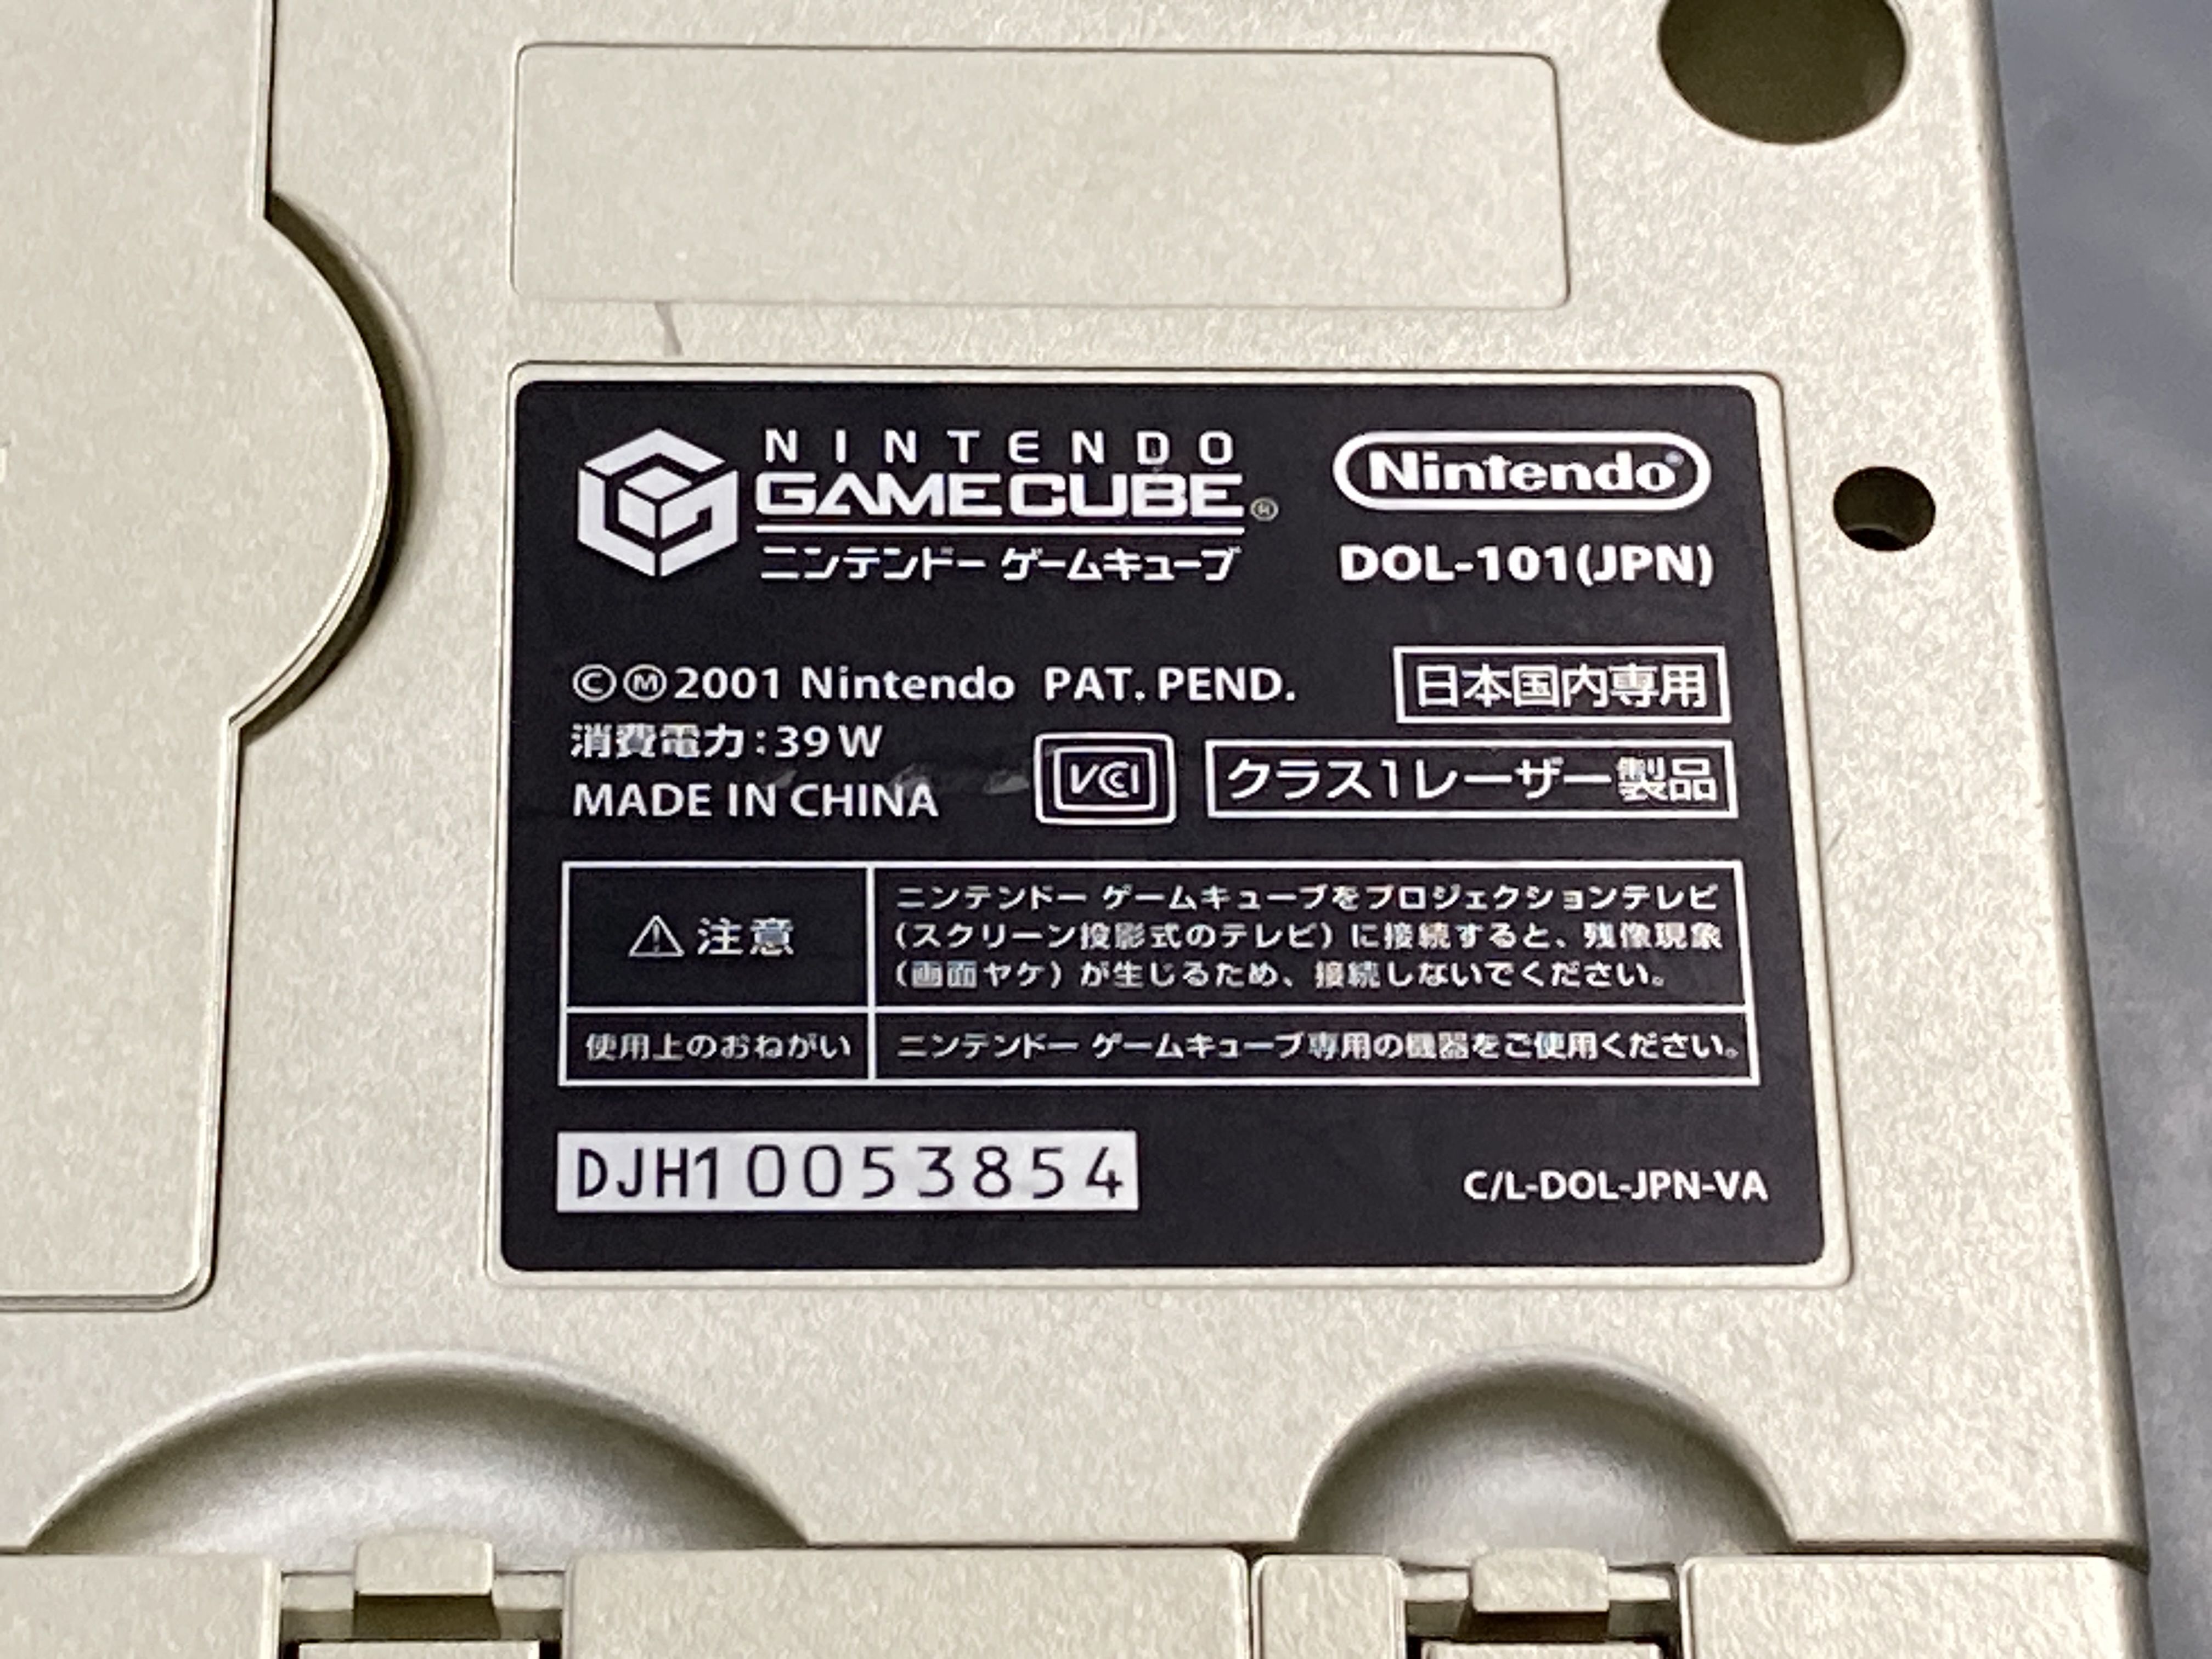 NINTENDO
GAMECUBE®
ニンテンドー ゲームキューブ
Nintendo®
DOL-101(JPN)
©Ⓜ2001 Nintendo PAT. PEND.
日本国内専用
消費電力:39W
MADE IN CHINA
VCCI
クラス1レーザー製品
⚠注意
ニンテンドー ゲームキューブをプロジェクションテレビ
(スクリーン投影式のテレビ)に接続すると、残像現象
(画面ヤケ)が生じるため、接続しないでください。
使用上のおねがい
ニンテンドー ゲームキューブ専用の機器をご使用ください。
DJH10053854
C/L-DOL-JPN-VA